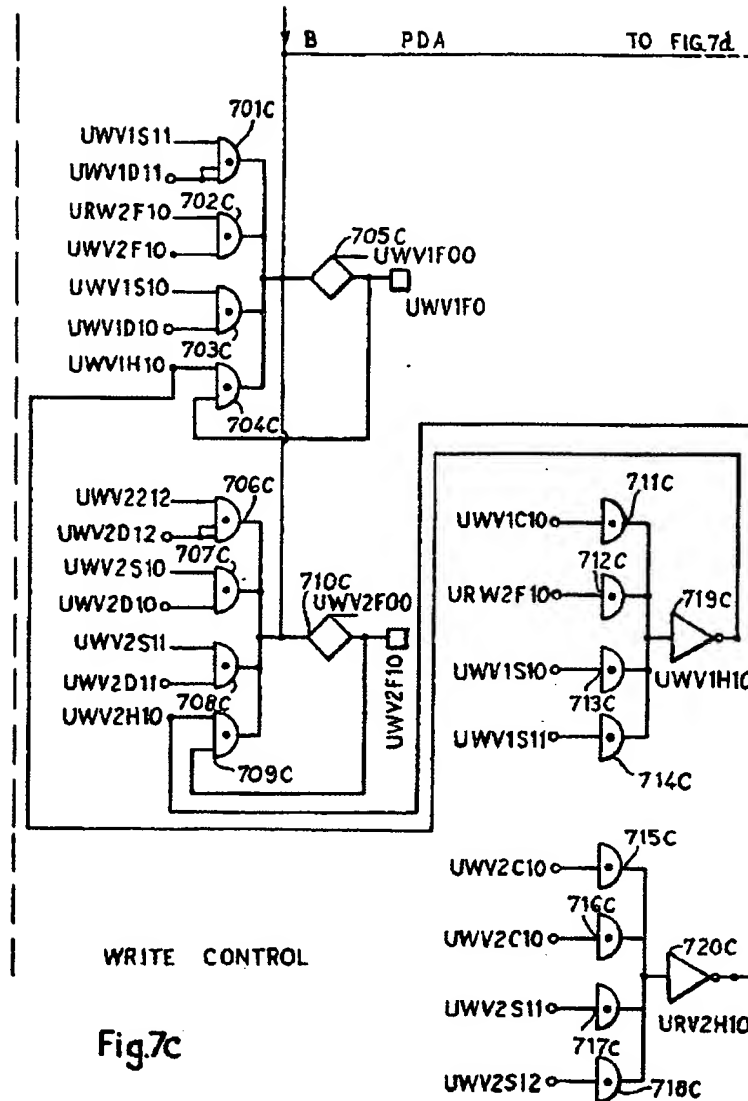 B PDA TO FIG.7d
701C
UWV1S11
UWV1D11
702C
URW2F10
UWV2F10
705C
UWV1F00
UWV1S10
UWV1F0
UWV1D10
703C
UWV1H10
704C
UWV2212
706C
UWV2D12
707C
UWV2S10
710C
UWV2F00
UWV2D10
UWV2S11
UWV2D11
708C
UWV2H10
UWV2F10
709C
711C
UWV1C10
712C
URW2F10
719C
UWV1S10
713C
UWV1H10
UWV1S11
714C
715C
UWV2C10
716C
UWV2C10
720C
UWV2S11
717C
URV2H10
UWV2S12
718C
WRITE CONTROL
Fig.7c